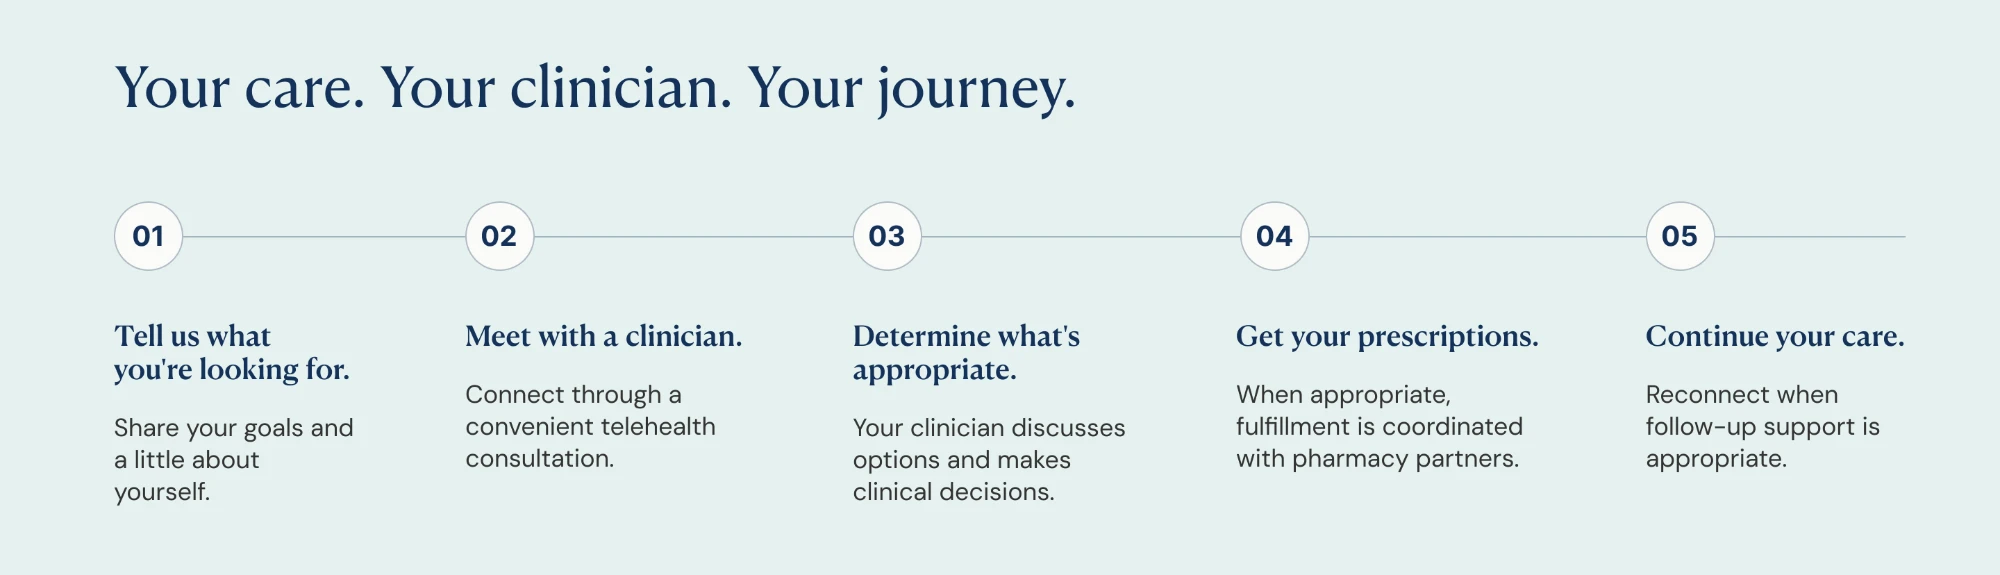 Your care. Your clinician. Your journey.
01
Tell us what
you're looking for.
Share your goals and
a little about
yourself.
02
Meet with a clinician.
Connect through a
convenient telehealth
consultation.
03
Determine what's
appropriate.
Your clinician discusses
options and makes
clinical decisions.
04
Get your prescriptions.
When appropriate,
fulfillment is coordinated
with pharmacy partners.
05
Continue your care.
Reconnect when
follow-up support is
appropriate.